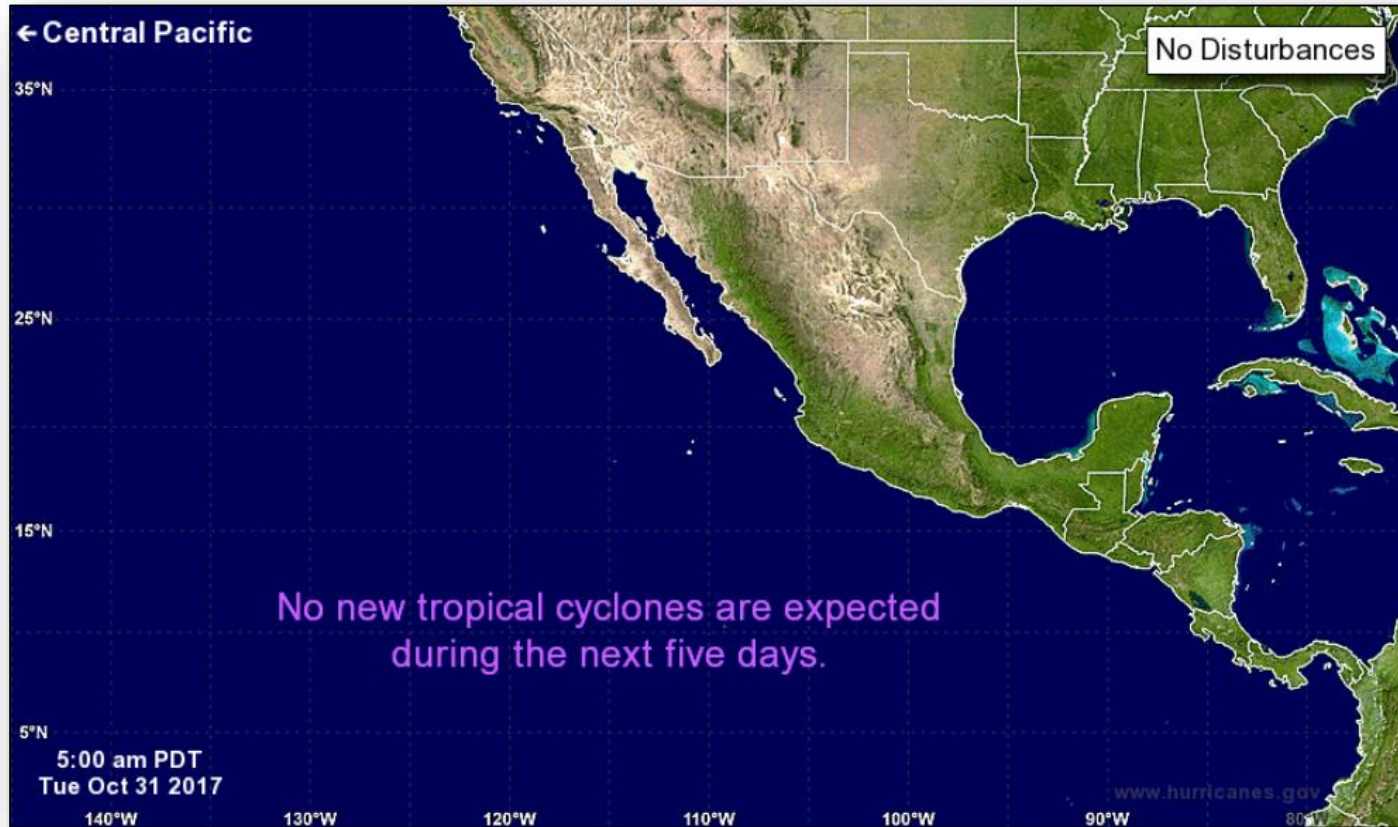 ← Central Pacific
No Disturbances
35°N
25°N
15°N
No new tropical cyclones are expected
during the next five days.
5°N
5:00 am PDT
Tue Oct 31 2017
www.hurricanes.gov
140°W 130°W 120°W 110°W 100°W 90°W 80°W